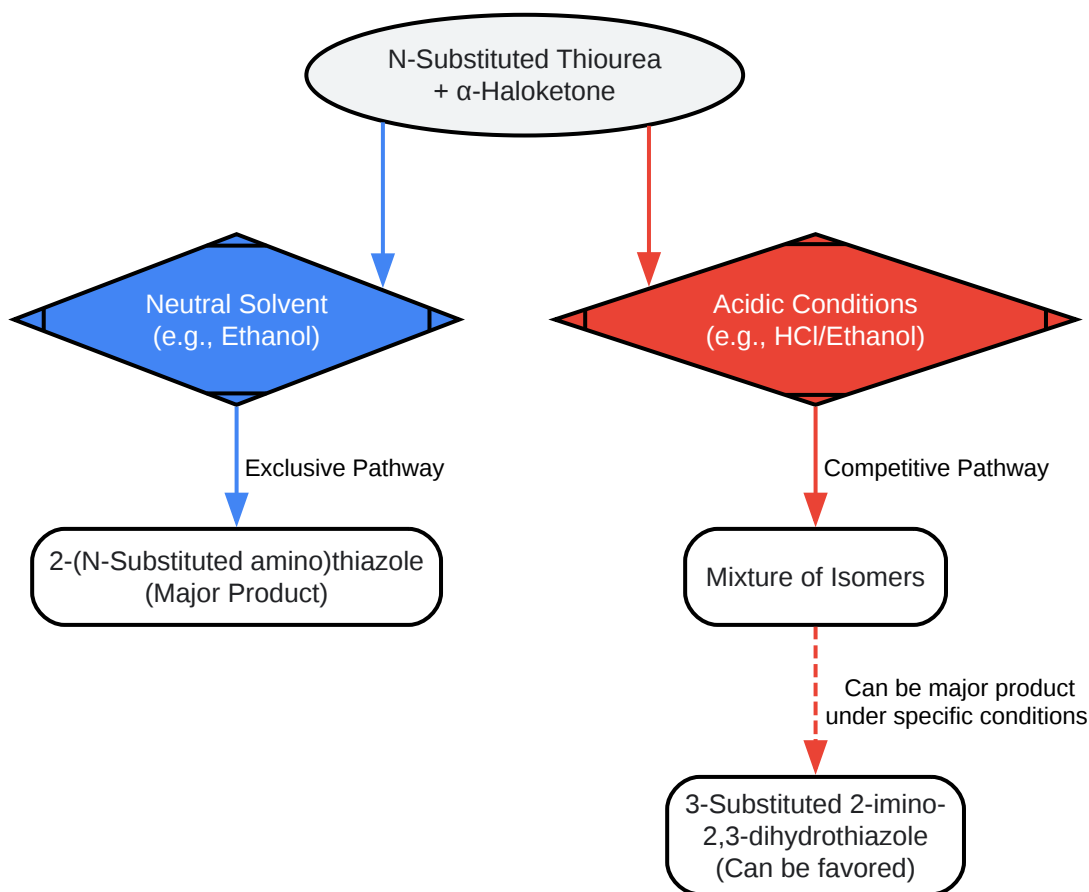 N-Substituted Thiourea
+ α-Haloketone
Neutral Solvent
(e.g., Ethanol)
Acidic Conditions
(e.g., HCl/Ethanol)
Exclusive Pathway
Competitive Pathway
2-(N-Substituted amino)thiazole
(Major Product)
Mixture of Isomers
Can be major product
under specific conditions
3-Substituted 2-imino-
2,3-dihydrothiazole
(Can be favored)